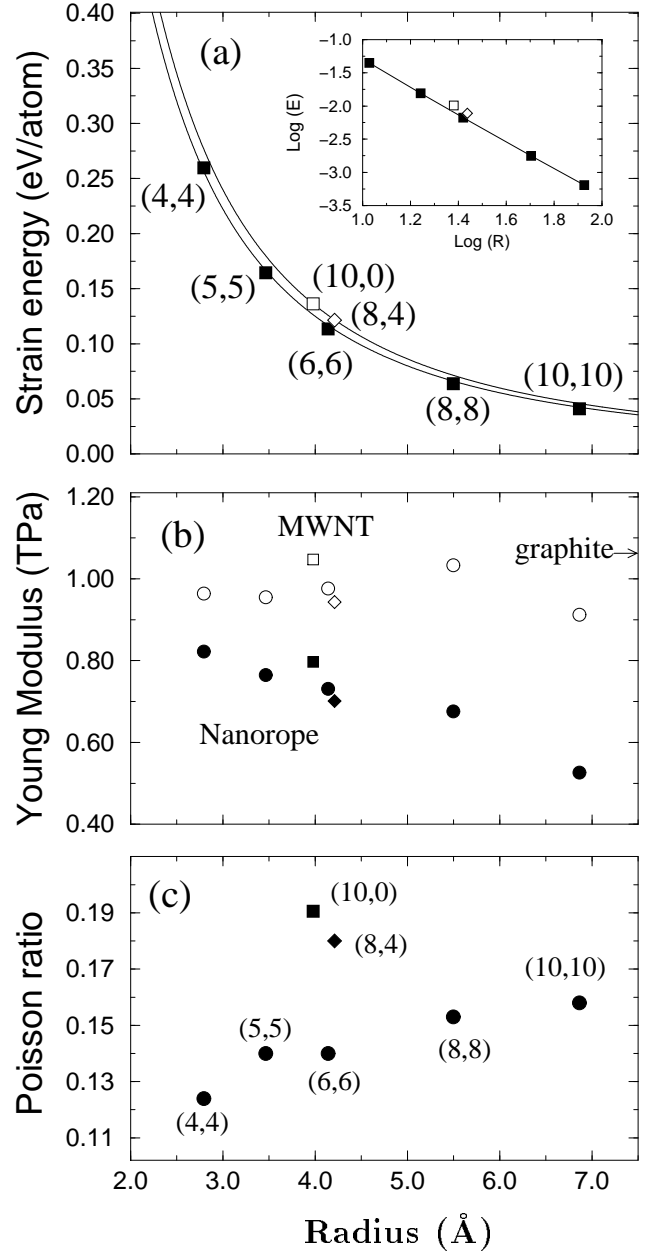 (a)
Strain energy (eV/atom)
0.40
0.35
0.30
0.25
0.20
0.15
0.10
0.05
0.00
Log (E)
−1.0
−1.5
−2.0
−2.5
−3.0
−3.5
1.0 1.2 1.4 1.6 1.8 2.0
Log (R)
(4,4)
(5,5)
(10,0)
(8,4)
(6,6)
(8,8)
(10,10)
(b)
Young Modulus (TPa)
1.20
1.00
0.80
0.60
0.40
MWNT
graphite
Nanorope
(c)
Poisson ratio
0.19
0.17
0.15
0.13
0.11
(10,0)
(8,4)
(10,10)
(5,5)
(6,6)
(8,8)
(4,4)
2.0 3.0 4.0 5.0 6.0 7.0
Radius (Å)